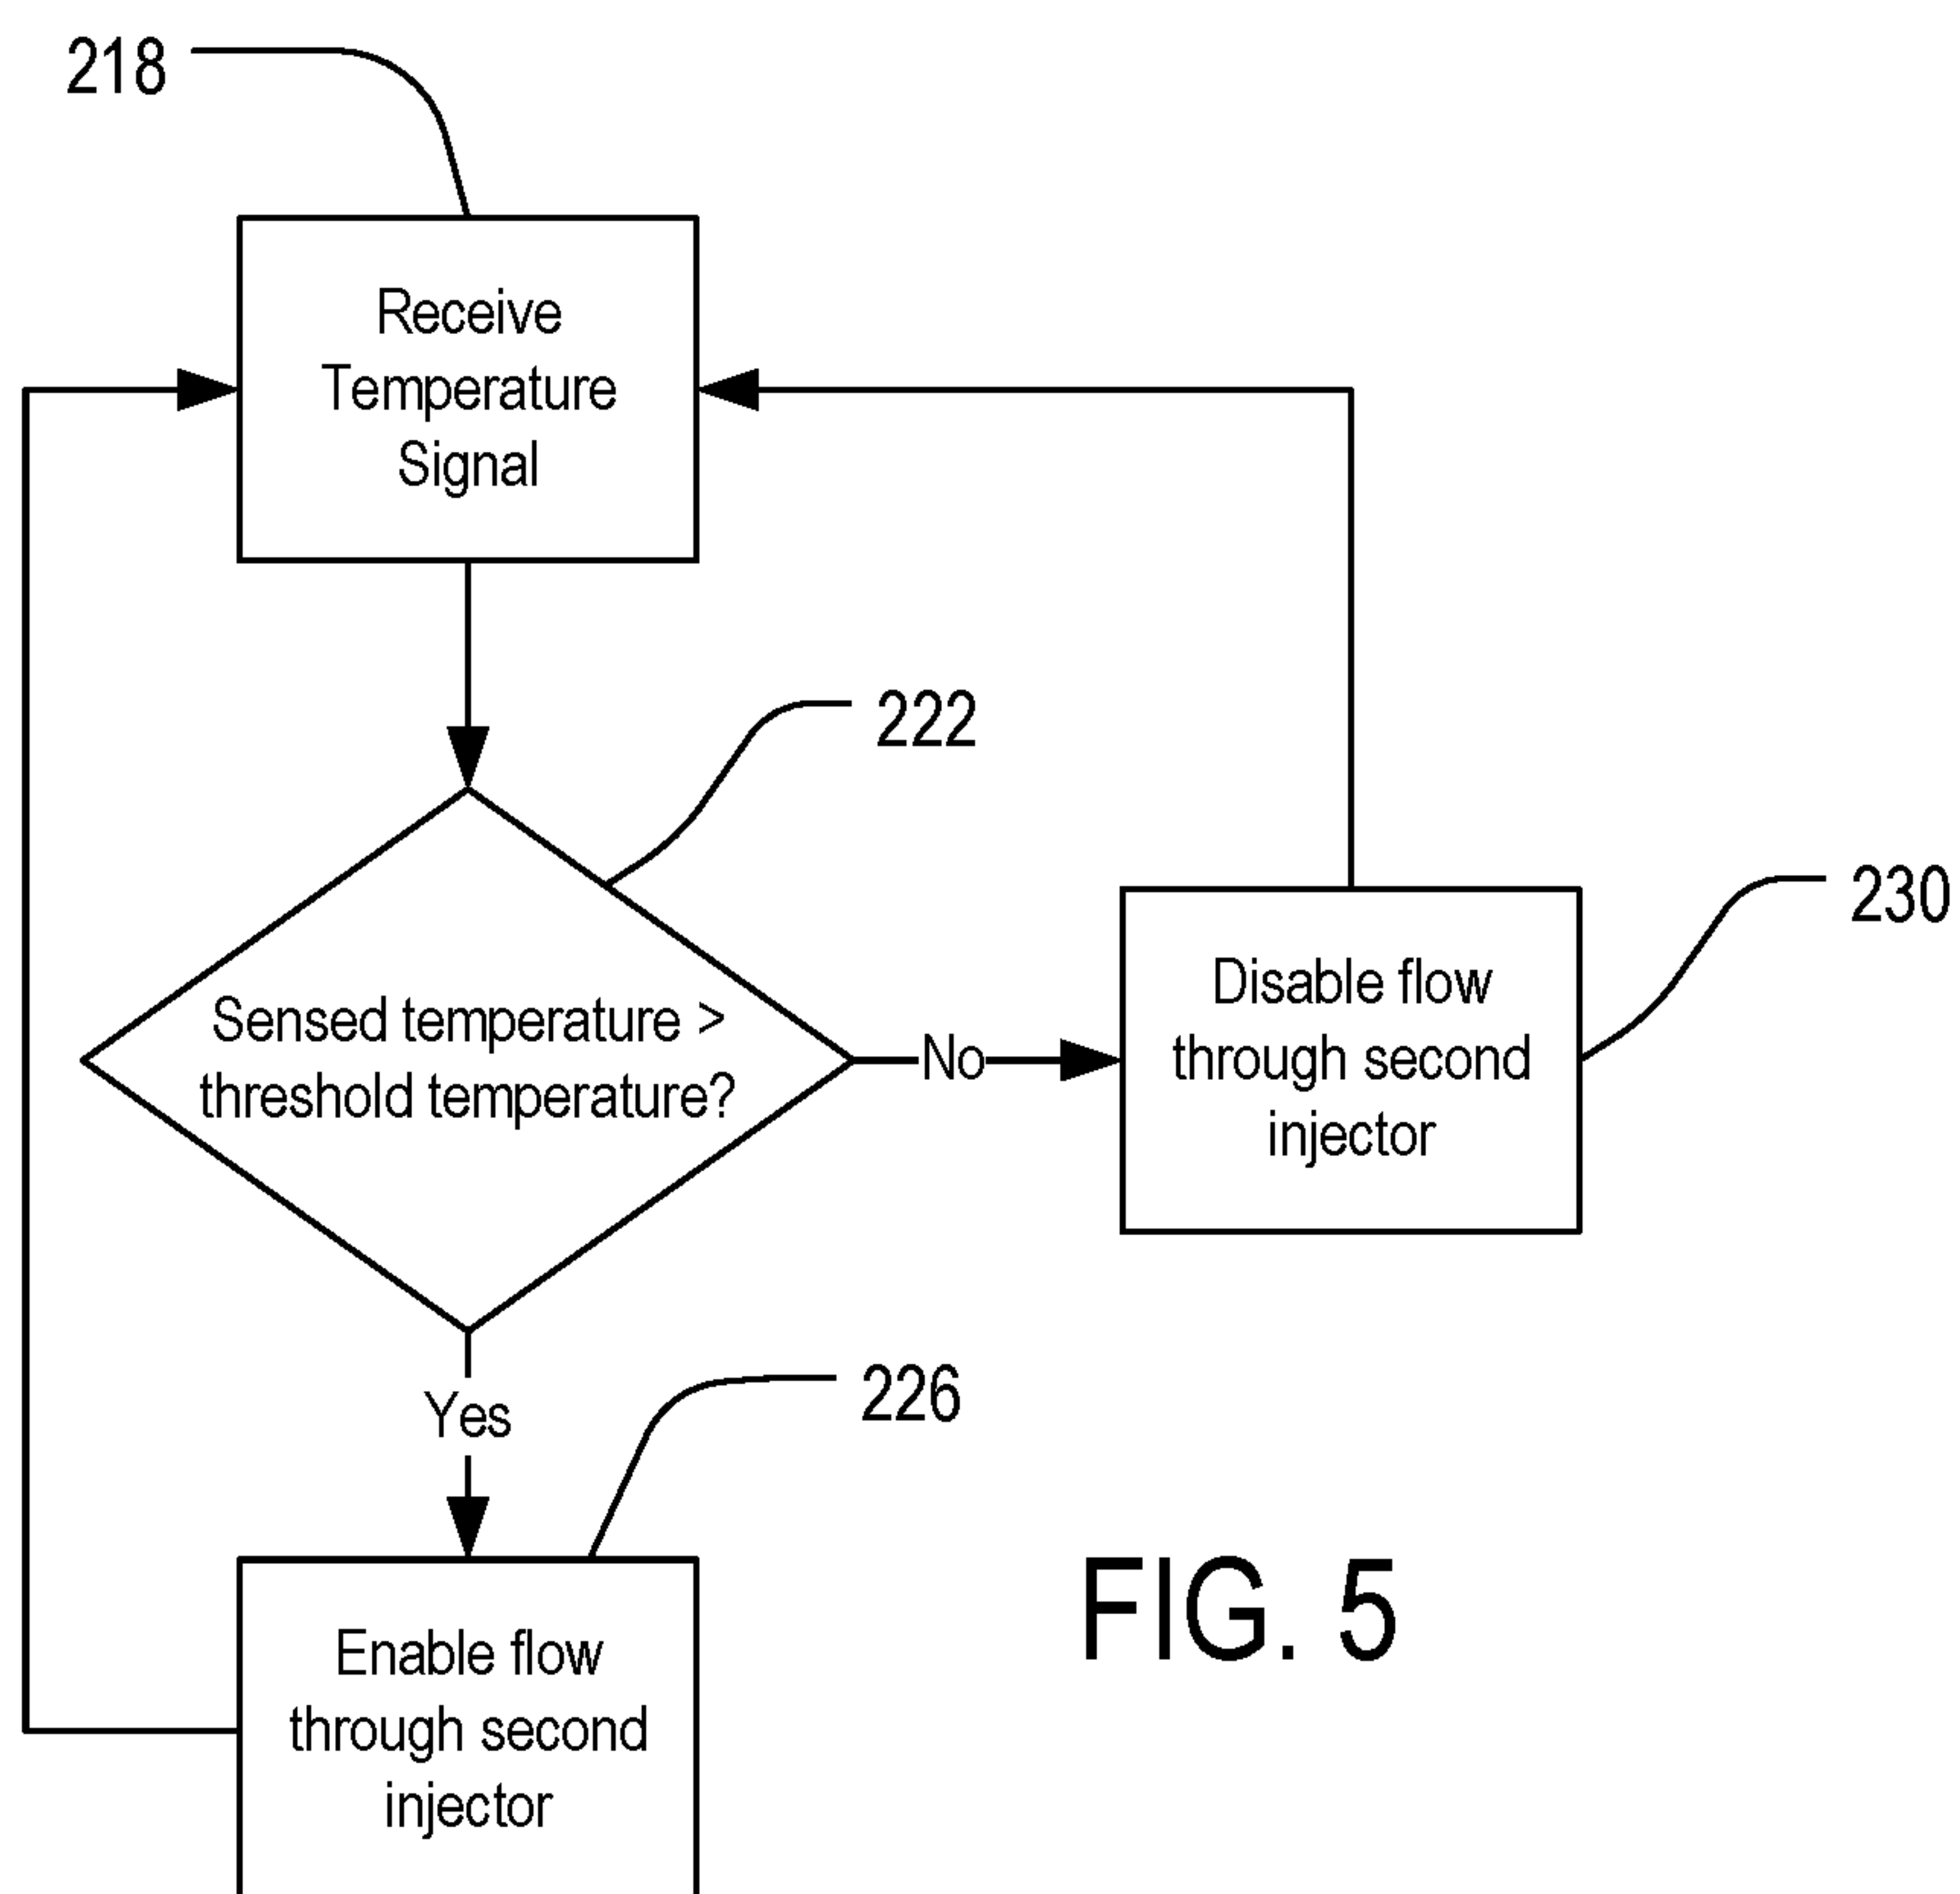 218
Receive
Temperature
Signal
222
Sensed temperature >
threshold temperature?
No
230
Disable flow
through second
injector
Yes
226
Enable flow
through second
injector
FIG. 5